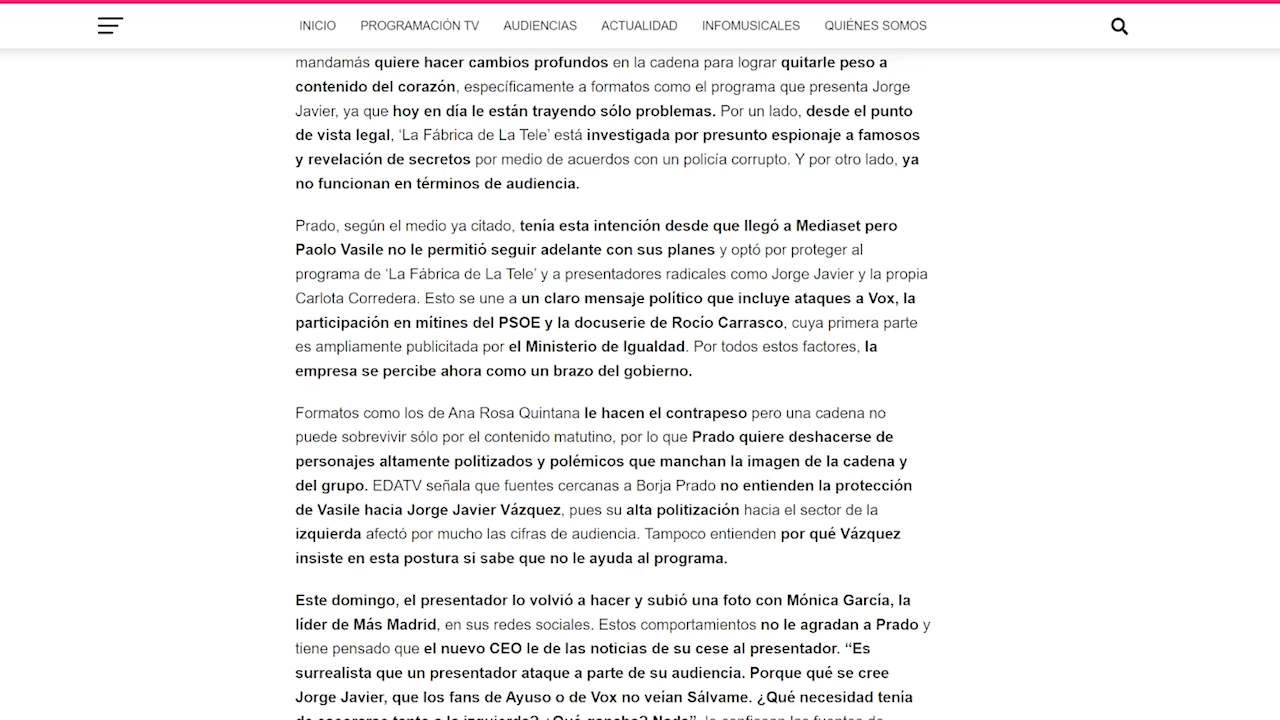 INICIO PROGRAMACIÓN TV AUDIENCIAS ACTUALIDAD INFOMUSICALES QUIÉNES SOMOS
mandamás quiere hacer cambios profundos en la cadena para lograr quitarle peso a
contenido del corazón, específicamente a formatos como el programa que presenta Jorge
Javier, ya que hoy en día le están trayendo sólo problemas. Por un lado, desde el punto
de vista legal, ‘La Fábrica de La Tele’ está investigada por presunto espionaje a famosos
y revelación de secretos por medio de acuerdos con un policía corrupto. Y por otro lado, ya
no funcionan en términos de audiencia.
Prado, según el medio ya citado, tenía esta intención desde que llegó a Mediaset pero
Paolo Vasile no le permitió seguir adelante con sus planes y optó por proteger al
programa de ‘La Fábrica de La Tele’ y a presentadores radicales como Jorge Javier y la propia
Carlota Corredera. Esto se une a un claro mensaje político que incluye ataques a Vox, la
participación en mítines del PSOE y la docuserie de Rocío Carrasco, cuya primera parte
es ampliamente publicitada por el Ministerio de Igualdad. Por todos estos factores, la
empresa se percibe ahora como un brazo del gobierno.
Formatos como los de Ana Rosa Quintana le hacen el contrapeso pero una cadena no
puede sobrevivir sólo por el contenido matutino, por lo que Prado quiere deshacerse de
personajes altamente politizados y polémicos que manchan la imagen de la cadena y
del grupo. EDATV señala que fuentes cercanas a Borja Prado no entienden la protección
de Vasile hacia Jorge Javier Vázquez, pues su alta politización hacia el sector de la
izquierda afectó por mucho las cifras de audiencia. Tampoco entienden por qué Vázquez
insiste en esta postura si sabe que no le ayuda al programa.
Este domingo, el presentador lo volvió a hacer y subió una foto con Mónica García, la
líder de Más Madrid, en sus redes sociales. Estos comportamientos no le agradan a Prado y
tiene pensado que el nuevo CEO le de las noticias de su cese al presentador. “Es
surrealista que un presentador ataque a parte de su audiencia. Porque qué se cree
Jorge Javier, que los fans de Ayuso o de Vox no veían Sálvame. ¿Qué necesidad tenía